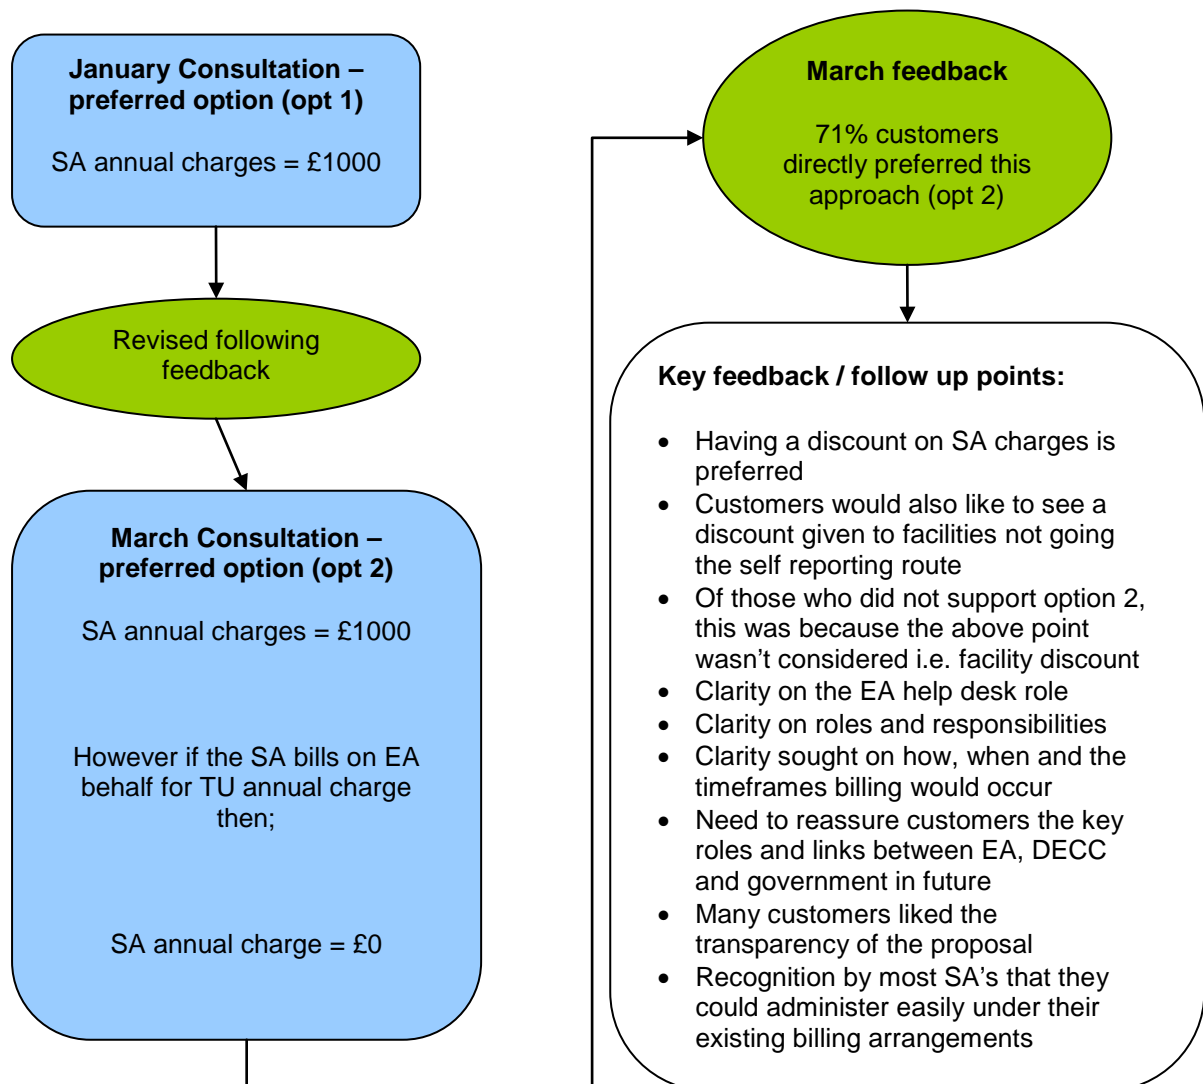 January Consultation –
preferred option (opt 1)
SA annual charges = £1000
Revised following
feedback
March Consultation –
preferred option (opt 2)
SA annual charges = £1000
However if the SA bills on EA
behalf for TU annual charge
then;
SA annual charge = £0
March feedback
71% customers
directly preferred this
approach (opt 2)
Key feedback / follow up points:
• Having a discount on SA charges is
preferred
• Customers would also like to see a
discount given to facilities not going
the self reporting route
• Of those who did not support option 2,
this was because the above point
wasn’t considered i.e. facility discount
• Clarity on the EA help desk role
• Clarity on roles and responsibilities
• Clarity sought on how, when and the
timeframes billing would occur
• Need to reassure customers the key
roles and links between EA, DECC
and government in future
• Many customers liked the
transparency of the proposal
• Recognition by most SA’s that they
could administer easily under their
existing billing arrangements